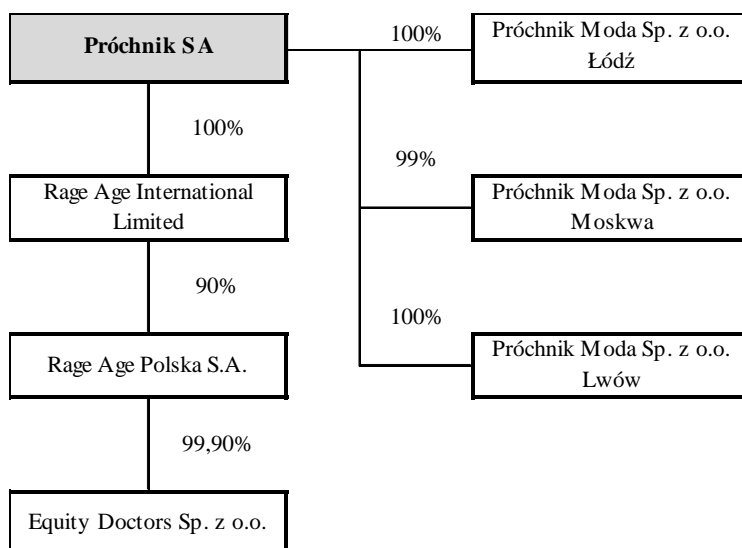 Próchnik SA
100%
Próchnik Moda Sp. z o.o.
Łódź
100%
99%
Rage Age International
Limited
Próchnik Moda Sp. z o.o.
Moskwa
90%
100%
Rage Age Polska S.A.
Próchnik Moda Sp. z o.o.
Lwów
99,90%
Equity Doctors Sp. z o.o.